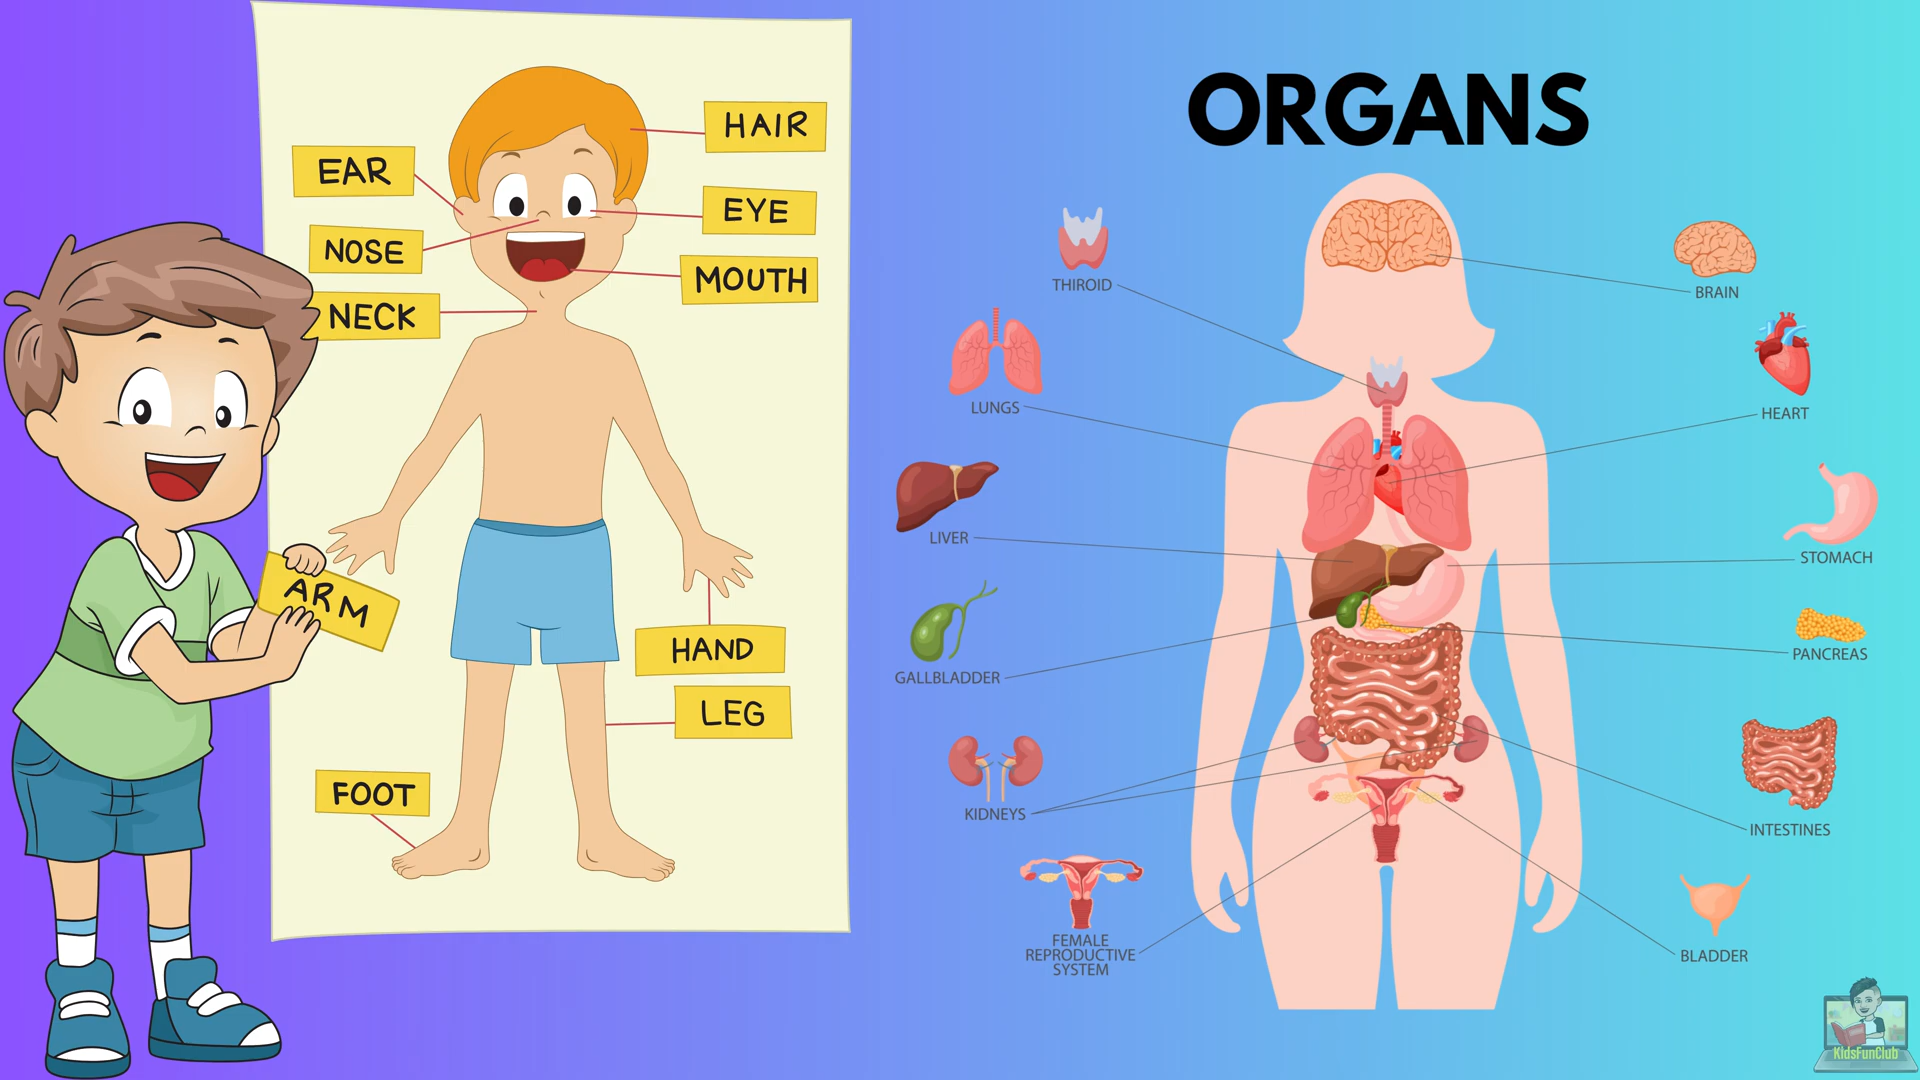 HAIR
EAR
EYE
NOSE
MOUTH
NECK
ARM
HAND
LEG
FOOT
ORGANS
THIROID
BRAIN
LUNGS
HEART
LIVER
STOMACH
GALLBLADDER
PANCREAS
KIDNEYS
INTESTINES
FEMALE
REPRODUCTIVE
SYSTEM
BLADDER
KidsFunClub